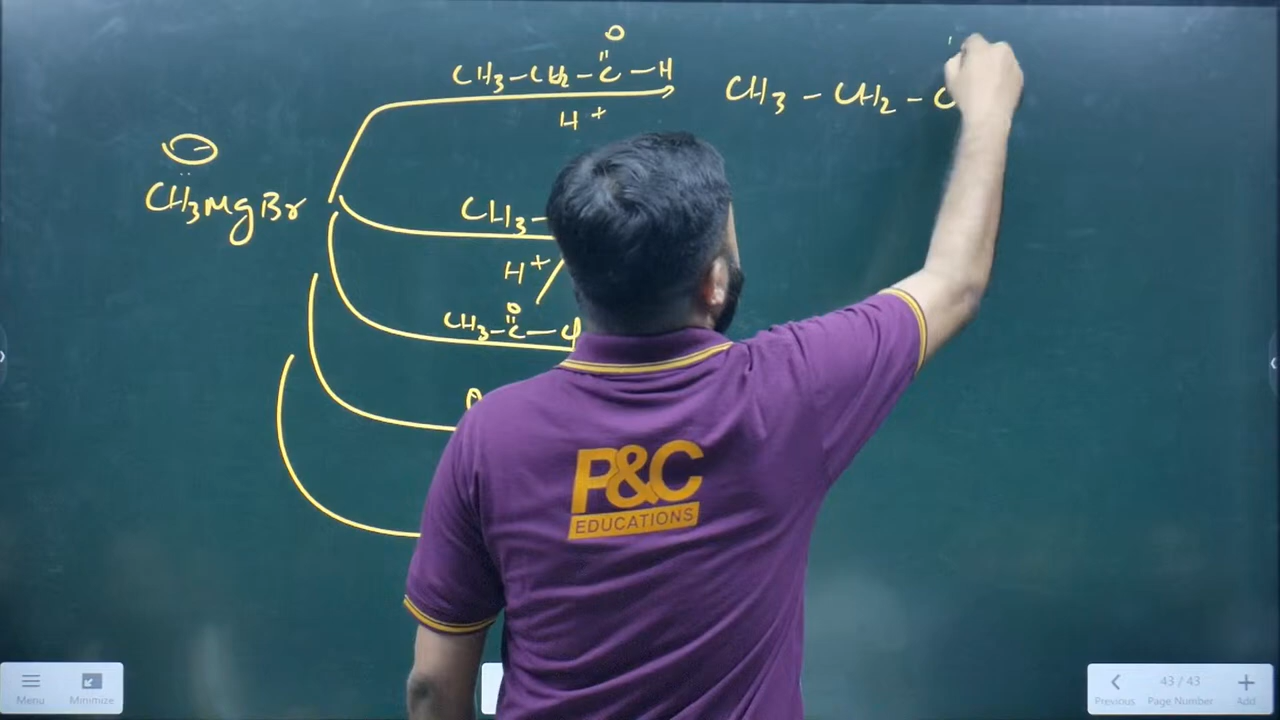 O
CH3-CH2-C-H
H+
CH3-CH2-C
CH3MgBr
CH3-
H+
O
CH3-C-
P&C
EDUCATIONS
Menu
Minimize
Previous
43/43
Page Number
Add